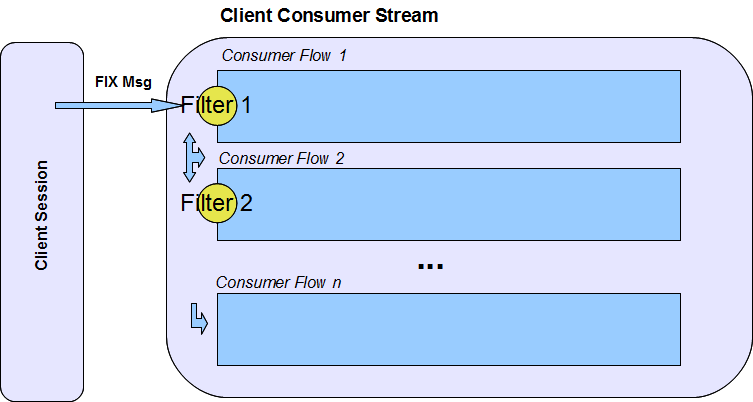 Client Consumer Stream
Consumer Flow 1
FIX Msg
Filter 1
Consumer Flow 2
Filter 2
...
Consumer Flow n
Client Session